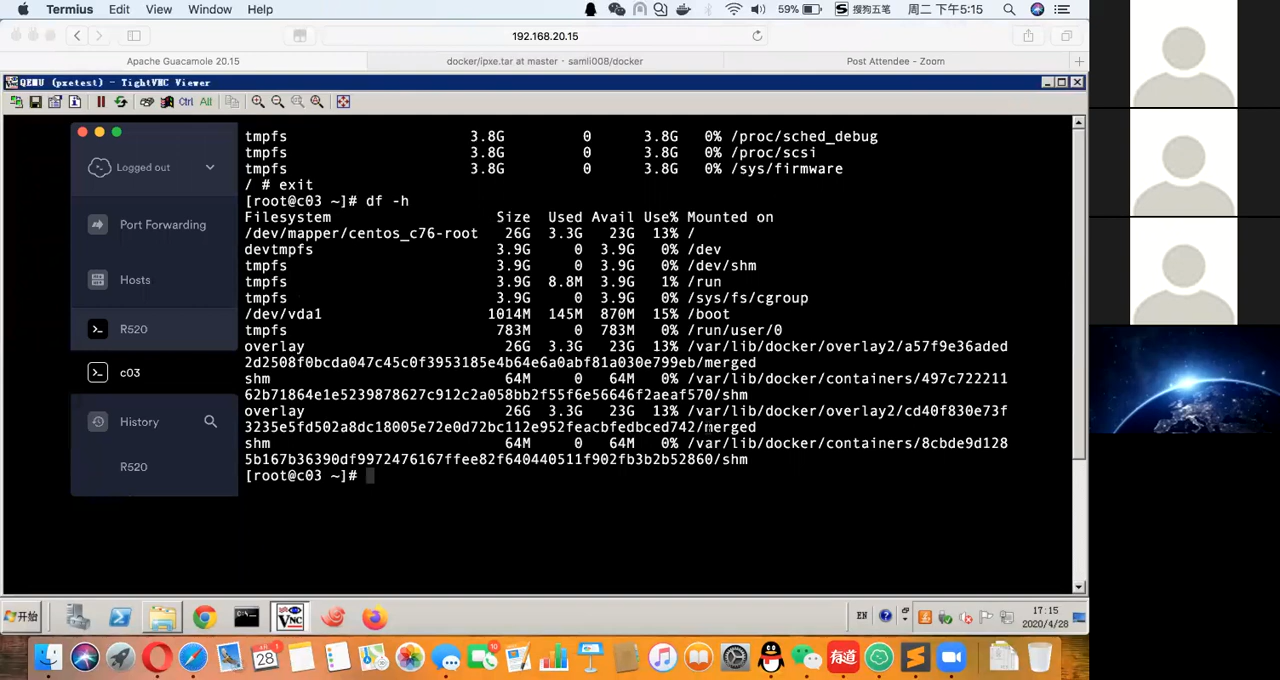 Termius Edit View Window Help 59% 搜狗五笔 周二 下午5:15
192.168.20.15
Apache Guacamole 20.15 docker/ipxe.tar at master · samli008/docker Post Attendee - Zoom
QEMU (pxetest) - TightVNC Viewer
Ctrl All
tmpfs 3.8G 0 3.8G 0% /proc/sched_debug
tmpfs 3.8G 0 3.8G 0% /proc/scsi
tmpfs 3.8G 0 3.8G 0% /sys/firmware
/ # exit
[root@c03 ~]# df -h
Filesystem Size Used Avail Use% Mounted on
/dev/mapper/centos_c76-root 26G 3.3G 23G 13% /
devtmpfs 3.9G 0 3.9G 0% /dev
tmpfs 3.9G 0 3.9G 0% /dev/shm
tmpfs 3.9G 8.8M 3.9G 1% /run
tmpfs 3.9G 0 3.9G 0% /sys/fs/cgroup
/dev/vda1 1014M 145M 870M 15% /boot
tmpfs 783M 0 783M 0% /run/user/0
overlay 26G 3.3G 23G 13% /var/lib/docker/overlay2/a57f9e36aded
2d2508f0bcda047c45c0f3953185e4b64e6a0abf81a030e799eb/merged
shm 64M 0 64M 0% /var/lib/docker/containers/497c722211
62b71864e1e5239878627c912c2a058bb2f55f6e56646f2aeaf570/shm
overlay 26G 3.3G 23G 13% /var/lib/docker/overlay2/cd40f830e73f
3235e5fd502a8dc18005e72e0d72bc112e952feacbfedbced742/merged
shm 64M 0 64M 0% /var/lib/docker/containers/8cbde9d128
5b167b36390df9972476167ffee82f640440511f902fb3b2b52860/shm
[root@c03 ~]#
Logged out
Port Forwarding
Hosts
R520
c03
History
R520
开始
EN
17:15
2020/4/28
28
10
有道